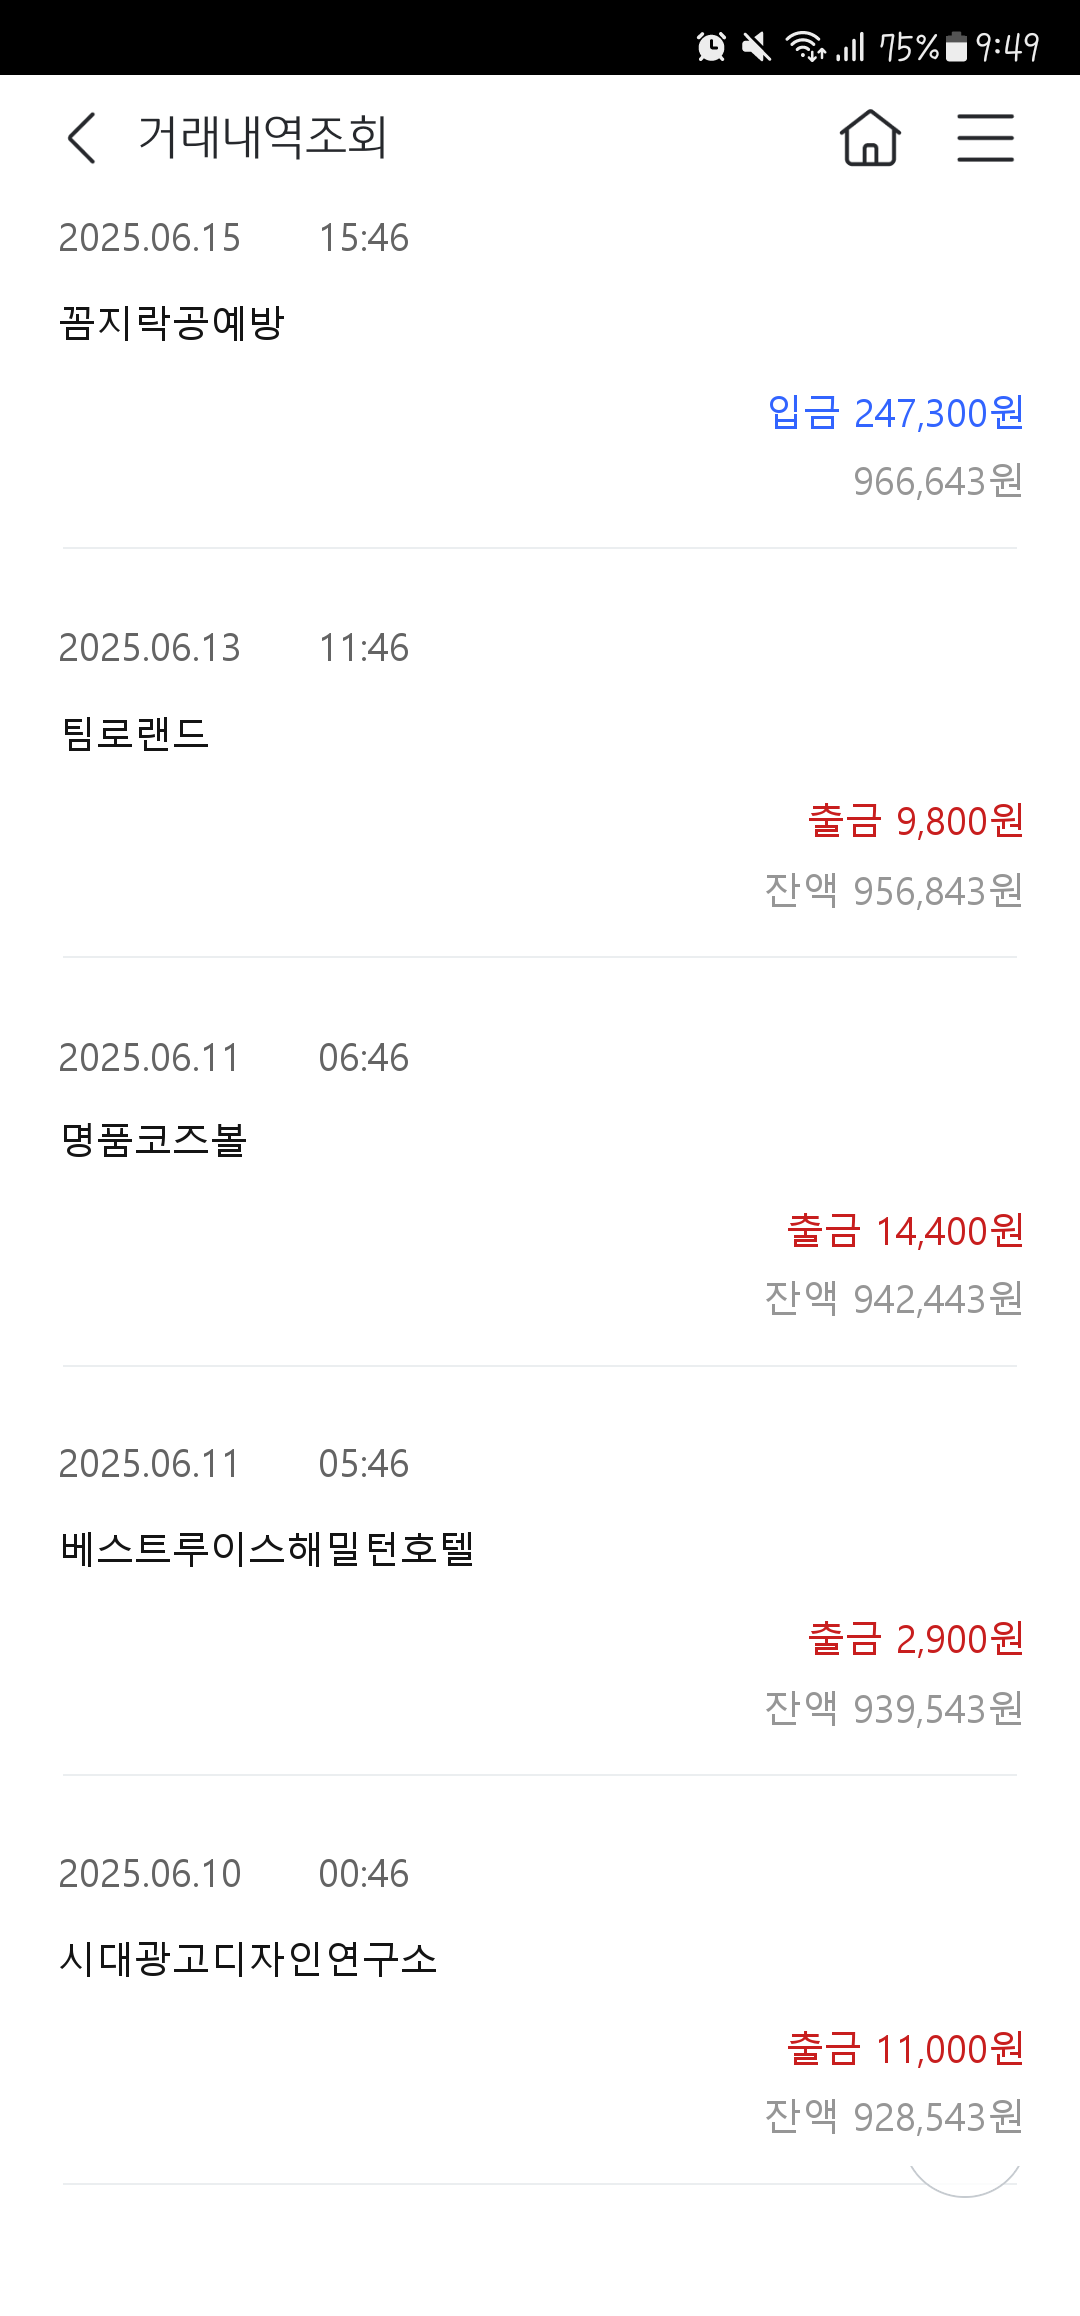 75% 9:49
거래내역조회
2025.06.15 15:46
꼼지락공예방
입금 247,300원
966,643원
2025.06.13 11:46
팀로랜드
출금 9,800원
잔액 956,843원
2025.06.11 06:46
명품코즈볼
출금 14,400원
잔액 942,443원
2025.06.11 05:46
베스트루이스해밀턴호텔
출금 2,900원
잔액 939,543원
2025.06.10 00:46
시대광고디자인연구소
출금 11,000원
잔액 928,543원